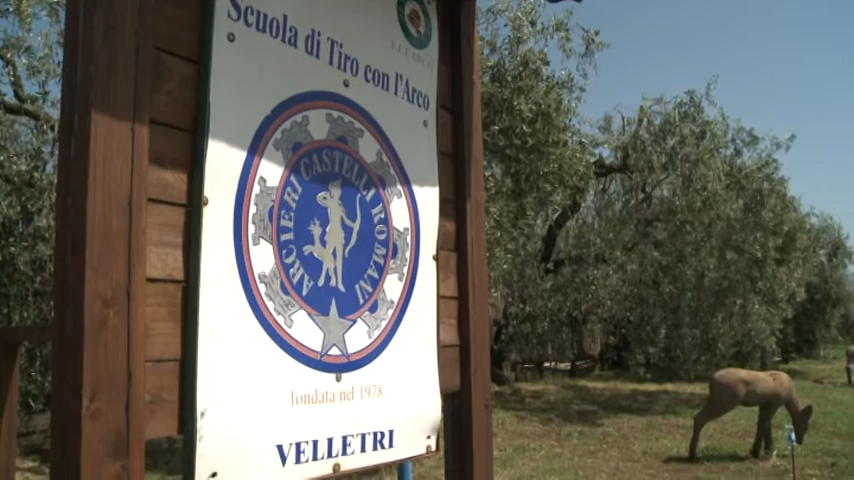 Scuola di Tiro con l'Arco
ARCIERI CASTELLI ROMANI
fondata nel 1978
VELLETRI